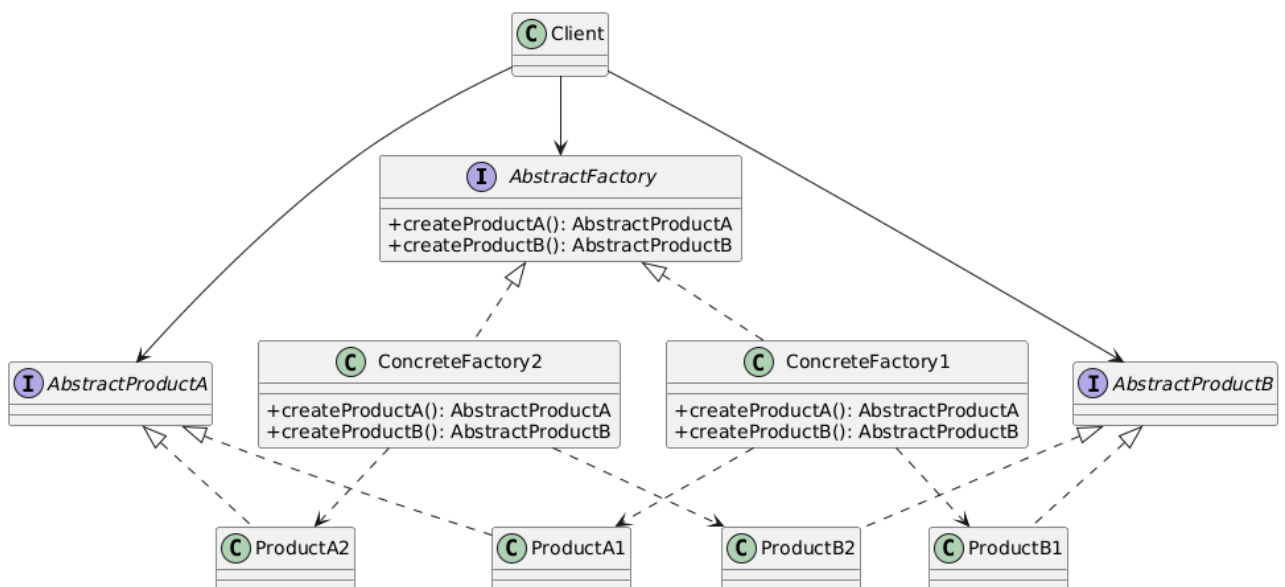 C Client
I AbstractFactory
+createProductA(): AbstractProductA
+createProductB(): AbstractProductB
I AbstractProductA
C ConcreteFactory2
+createProductA(): AbstractProductA
+createProductB(): AbstractProductB
C ConcreteFactory1
+createProductA(): AbstractProductA
+createProductB(): AbstractProductB
I AbstractProductB
C ProductA2
C ProductA1
C ProductB2
C ProductB1